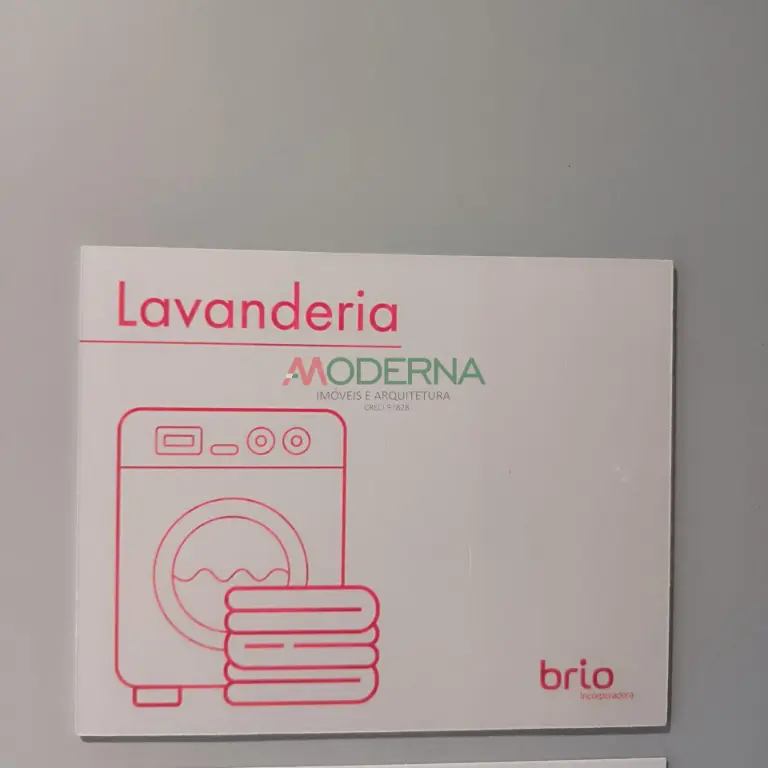 Lavanderia
MODERNA
IMÓVEIS E ARQUITETURA
brio
incorporadora